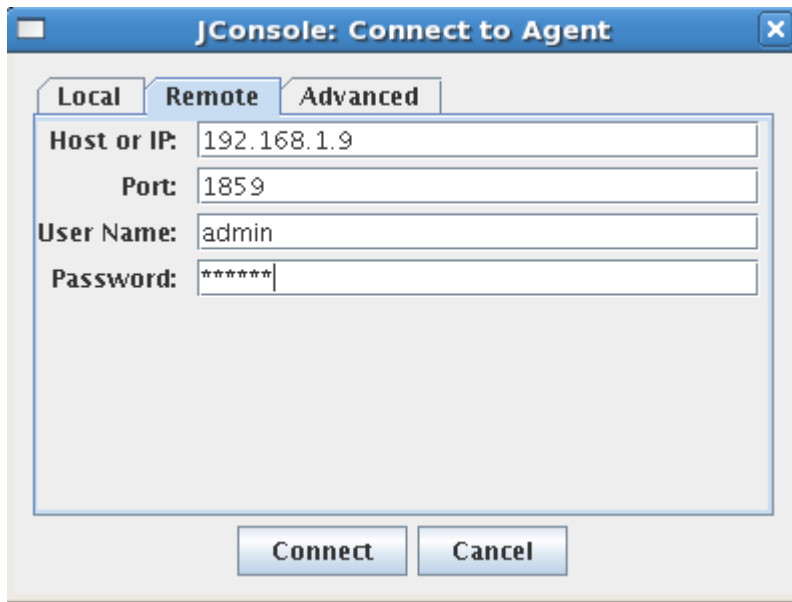 JConsole: Connect to Agent
Local Remote Advanced
Host or IP: 192.168.1.9
Port: 1859
User Name: admin
Password: ******
Connect Cancel